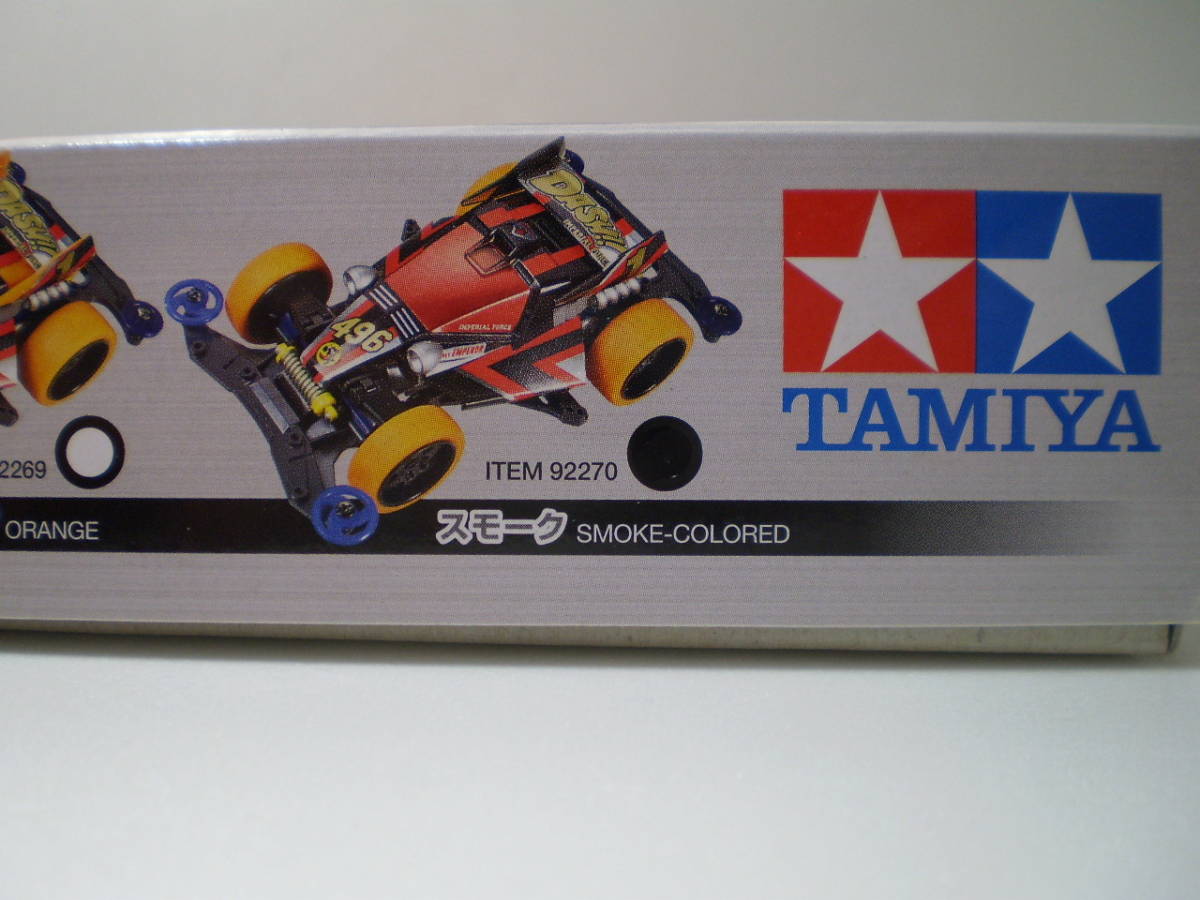 DASH!!
496
IMPERIAL FORCE
EMPEROR
2269
ITEM 92270
ORANGE
スモーク SMOKE-COLORED
TAMIYA